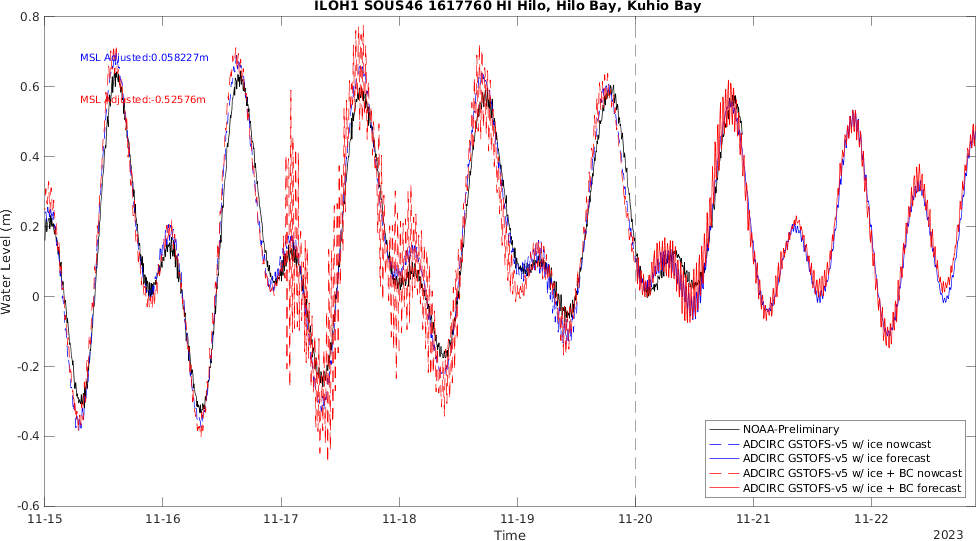 ILOH1 SOUS46 1617760 HI Hilo, Hilo Bay, Kuhio Bay
0.8
MSL Adjusted:0.058227m
0.6
MSL Adjusted:-0.52576m
0.4
0.2
Water Level (m)
0
-0.2
-0.4
NOAA-Preliminary
ADCIRC GSTOFS-v5 w/ ice nowcast
ADCIRC GSTOFS-v5 w/ ice forecast
ADCIRC GSTOFS-v5 w/ ice + BC nowcast
ADCIRC GSTOFS-v5 w/ ice + BC forecast
-0.6
11-15 11-16 11-17 11-18 11-19 11-20 11-21 11-22
Time
2023